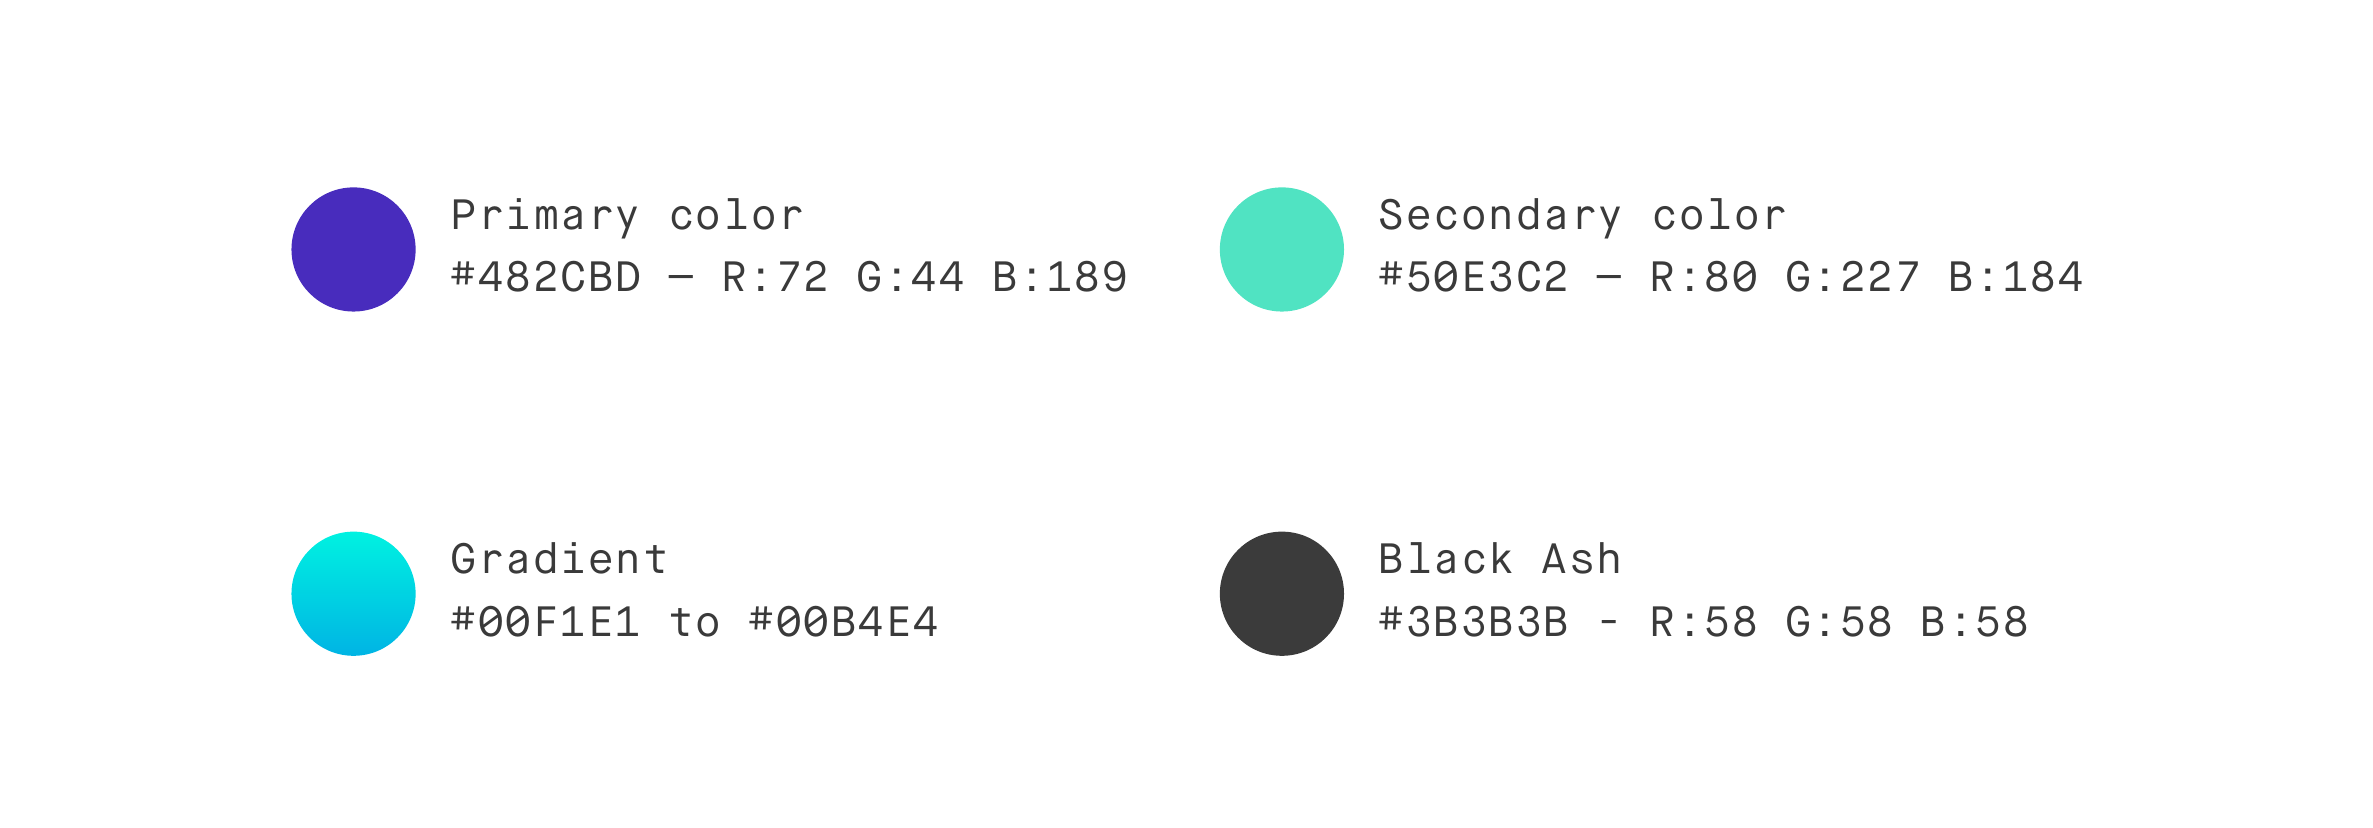 Primary color
#482CBD — R:72 G:44 B:189
Secondary color
#50E3C2 — R:80 G:227 B:184
Gradient
#00F1E1 to #00B4E4
Black Ash
#3B3B3B - R:58 G:58 B:58